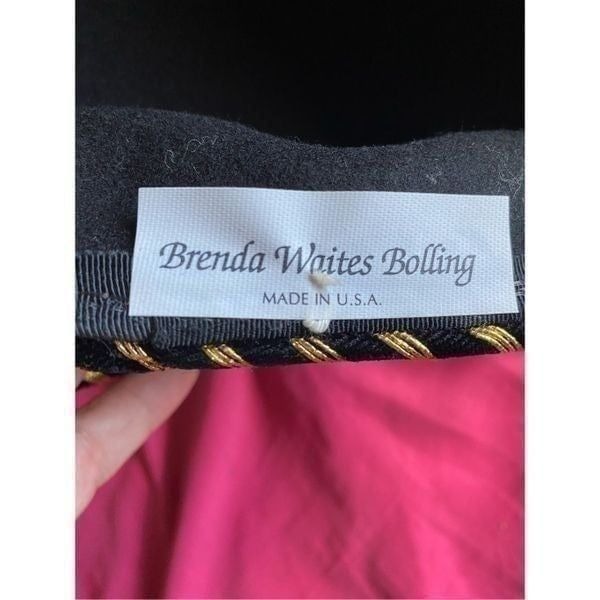 Brenda Waites Bolling
MADE IN U.S.A.